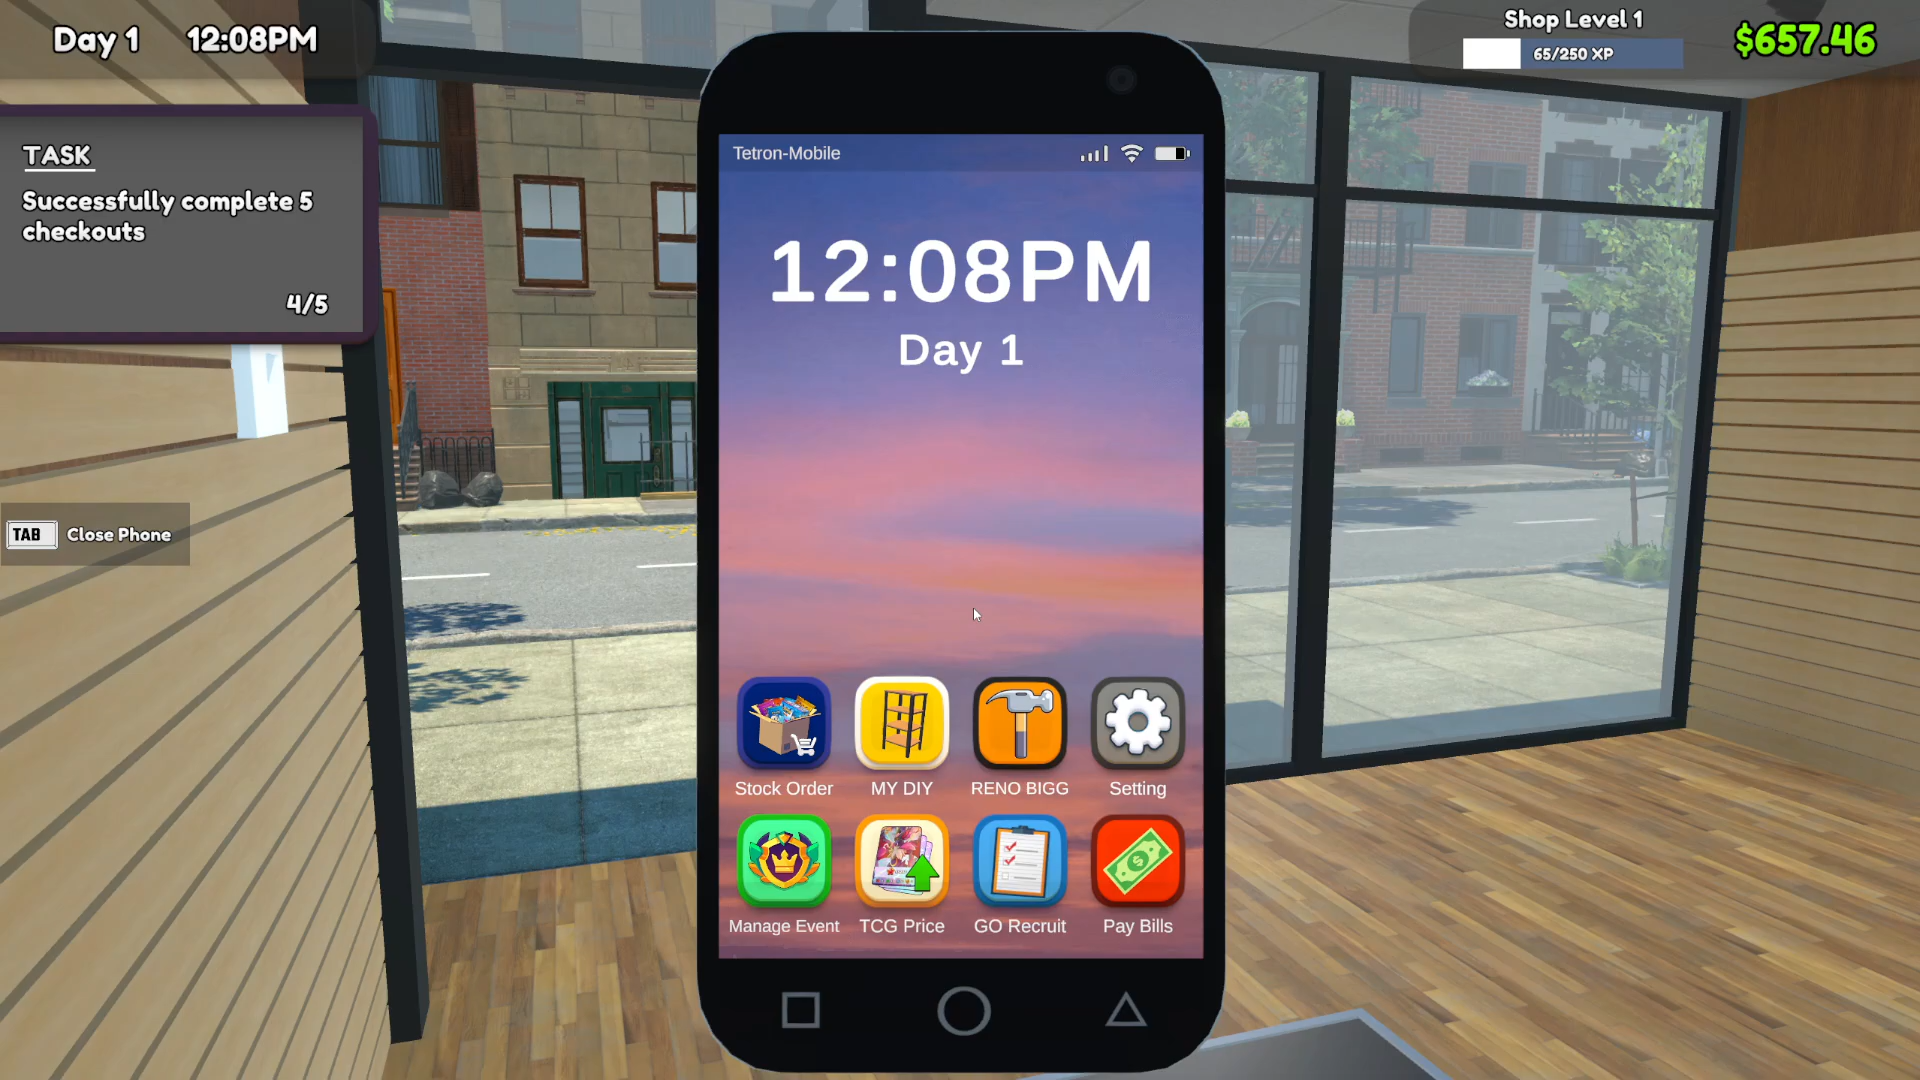 Day 1 12:08PM
Shop Level 1
65/250 XP
$657.46
TASK
Successfully complete 5
checkouts
4/5
TAB Close Phone
Tetron-Mobile
12:08PM
Day 1
Stock Order MY DIY RENO BIGG Setting
Manage Event TCG Price GO Recruit Pay Bills